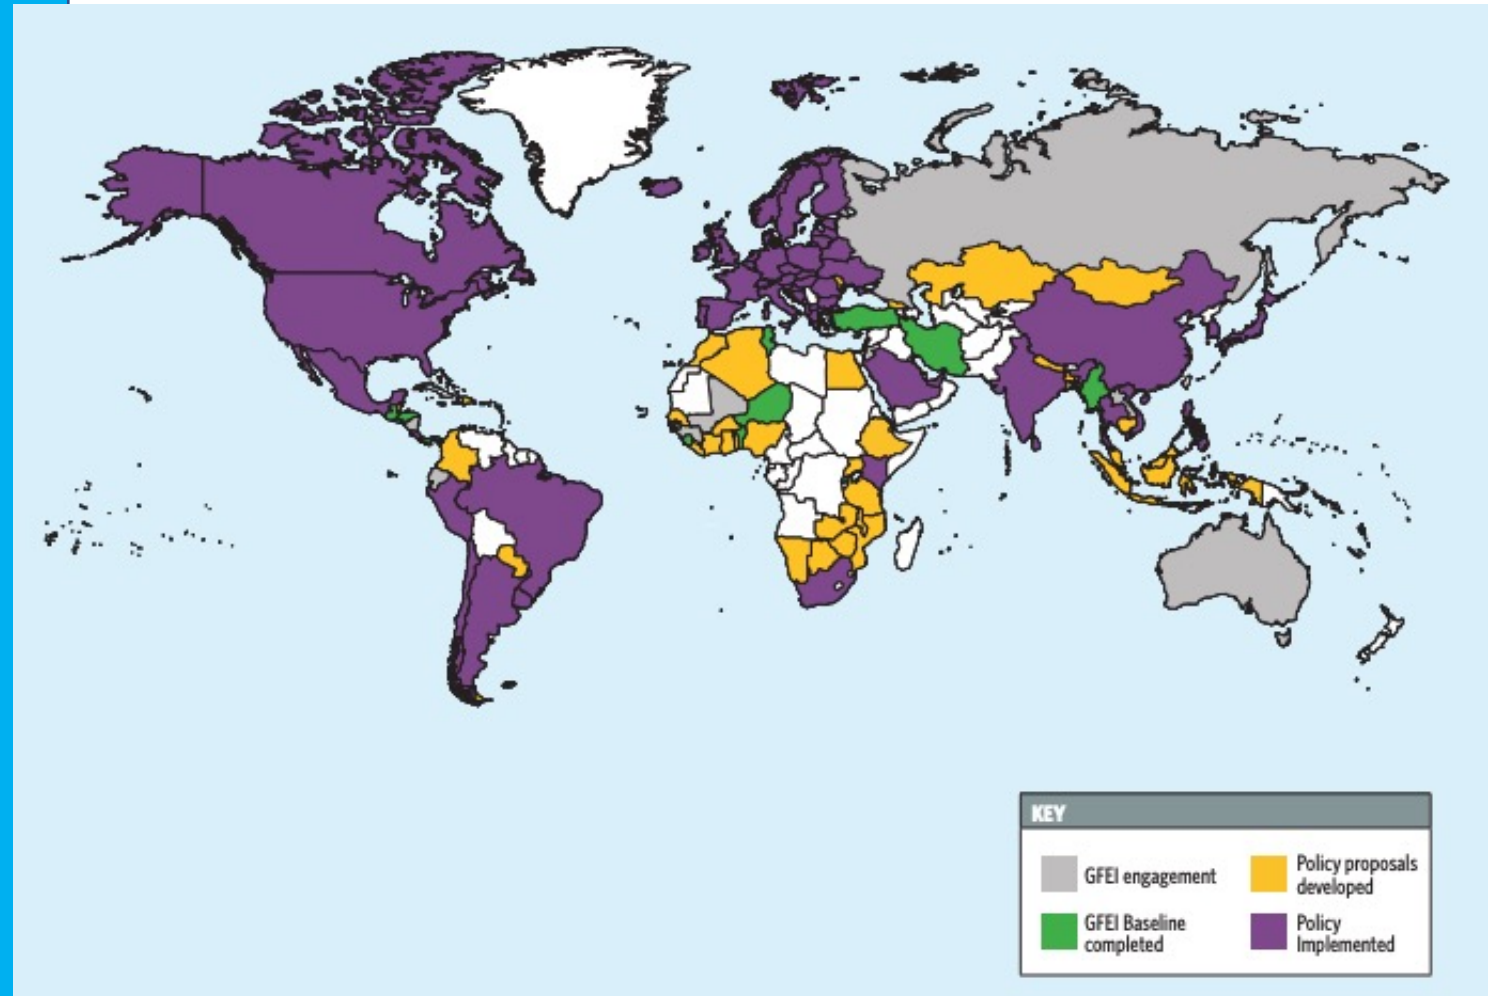 KEY
GFEI engagement
Policy proposals
developed
GFEI Baseline
completed
Policy
Implemented